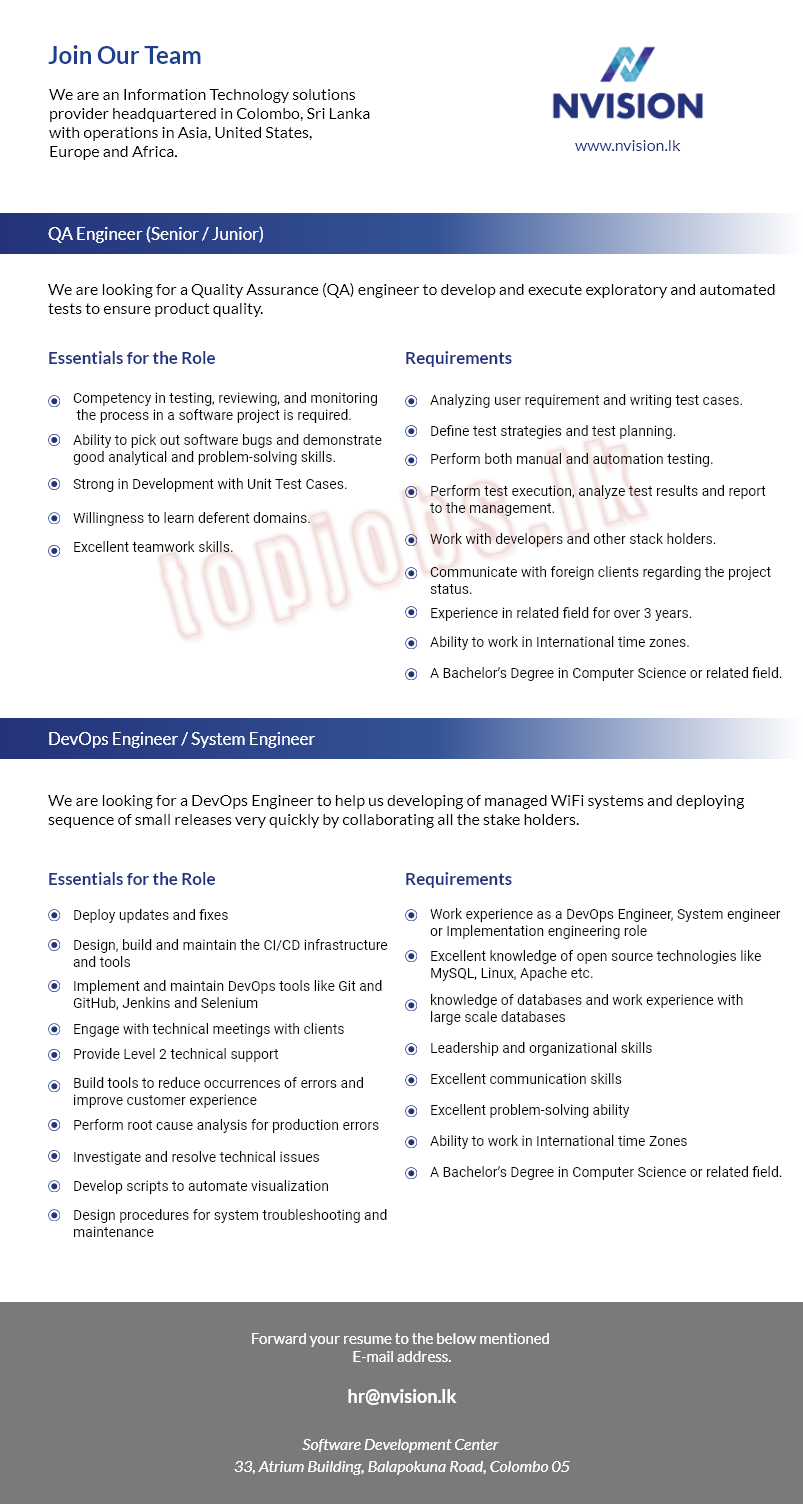 Join Our Team
We are an Information Technology solutions
provider headquartered in Colombo, Sri Lanka
with operations in Asia, United States,
Europe and Africa.
NVISION
www.nvision.lk
QA Engineer (Senior / Junior)
We are looking for a Quality Assurance (QA) engineer to develop and execute exploratory and automated
tests to ensure product quality.
Essentials for the Role
Competency in testing, reviewing, and monitoring
the process in a software project is required.
Ability to pick out software bugs and demonstrate
good analytical and problem-solving skills.
Strong in Development with Unit Test Cases.
Willingness to learn deferent domains.
Excellent teamwork skills.
Requirements
Analyzing user requirement and writing test cases.
Define test strategies and test planning.
Perform both manual and automation testing.
Perform test execution, analyze test results and report
to the management.
Work with developers and other stack holders.
Communicate with foreign clients regarding the project
status.
Experience in related field for over 3 years.
Ability to work in International time zones.
A Bachelor's Degree in Computer Science or related field.
topjobs.lk
DevOps Engineer / System Engineer
We are looking for a DevOps Engineer to help us developing of managed WiFi systems and deploying
sequence of small releases very quickly by collaborating all the stake holders.
Essentials for the Role
Deploy updates and fixes
Design, build and maintain the CI/CD infrastructure
and tools
Implement and maintain DevOps tools like Git and
GitHub, Jenkins and Selenium
Engage with technical meetings with clients
Provide Level 2 technical support
Build tools to reduce occurrences of errors and
improve customer experience
Perform root cause analysis for production errors
Investigate and resolve technical issues
Develop scripts to automate visualization
Design procedures for system troubleshooting and
maintenance
Requirements
Work experience as a DevOps Engineer, System engineer
or Implementation engineering role
Excellent knowledge of open source technologies like
MySQL, Linux, Apache etc.
knowledge of databases and work experience with
large scale databases
Leadership and organizational skills
Excellent communication skills
Excellent problem-solving ability
Ability to work in International time Zones
A Bachelor's Degree in Computer Science or related field.
Forward your resume to the below mentioned
E-mail address.
hr@nvision.lk
Software Development Center
33, Atrium Building, Balapokuna Road, Colombo 05